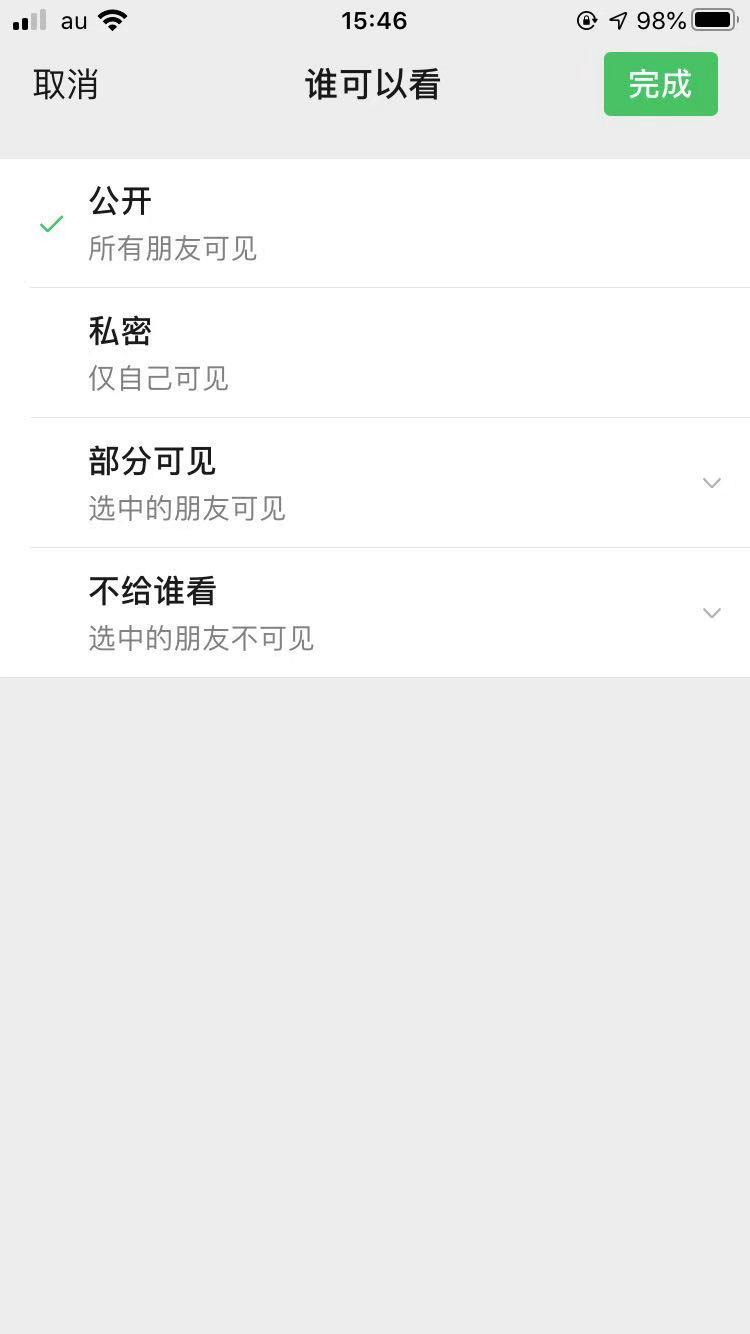 au 15:46 98%
取消 谁可以看 完成
公开
所有朋友可见
私密
仅自己可见
部分可见
选中的朋友可见
不给谁看
选中的朋友不可见